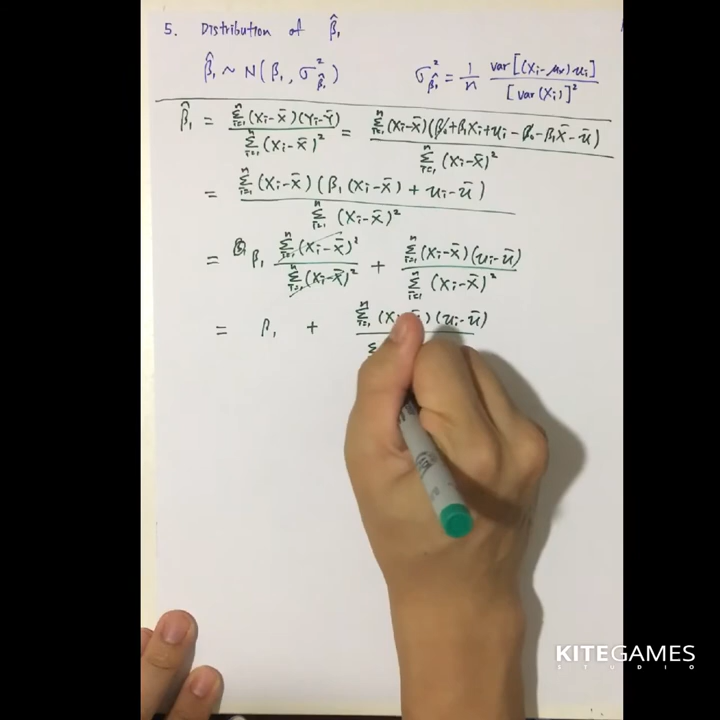 5. Distribution of β̂₁
β̂₁ ~ N(β₁, σ²_β̂₁) σ²_β̂₁ = 1/n var[(Xi-μx)ui] / [var(Xi)]²
β̂₁ = Σⁿᵢ₌₁(Xi-X̄)(Yi-Ȳ) / Σⁿᵢ₌₁(Xi-X̄)² = Σⁿᵢ₌₁(Xi-X̄)(β₀+β₁Xi+ui-β₀-β₁X̄-ū) / Σⁿᵢ₌₁(Xi-X̄)²
= Σⁿᵢ₌₁(Xi-X̄)(β₁(Xi-X̄)+ui-ū) / Σⁿᵢ₌₁(Xi-X̄)²
= β₁ Σⁿᵢ₌₁(Xi-X̄)² / Σⁿᵢ₌₁(Xi-X̄)² + Σⁿᵢ₌₁(Xi-X̄)(ui-ū) / Σⁿᵢ₌₁(Xi-X̄)²
= β₁ + Σⁿᵢ₌₁(Xi-X̄)(ui-ū) / Σ
KITEGAMES
STUDIO